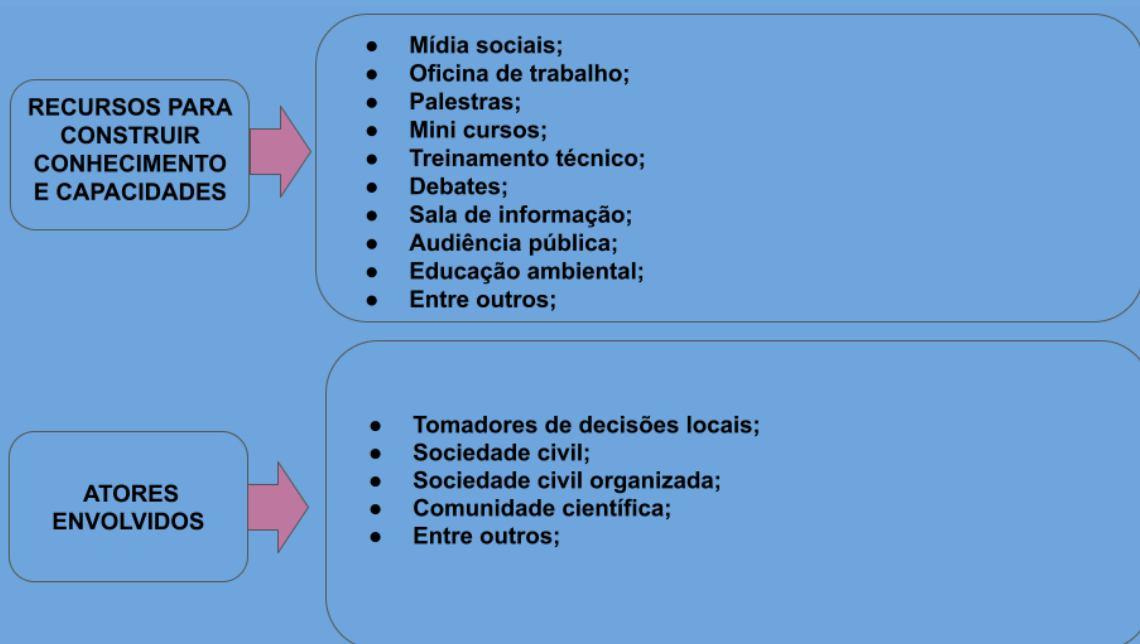 RECURSOS PARA
CONSTRUIR
CONHECIMENTO
E CAPACIDADES
● Mídia sociais;
● Oficina de trabalho;
● Palestras;
● Mini cursos;
● Treinamento técnico;
● Debates;
● Sala de informação;
● Audiência pública;
● Educação ambiental;
● Entre outros;
ATORES
ENVOLVIDOS
● Tomadores de decisões locais;
● Sociedade civil;
● Sociedade civil organizada;
● Comunidade científica;
● Entre outros;